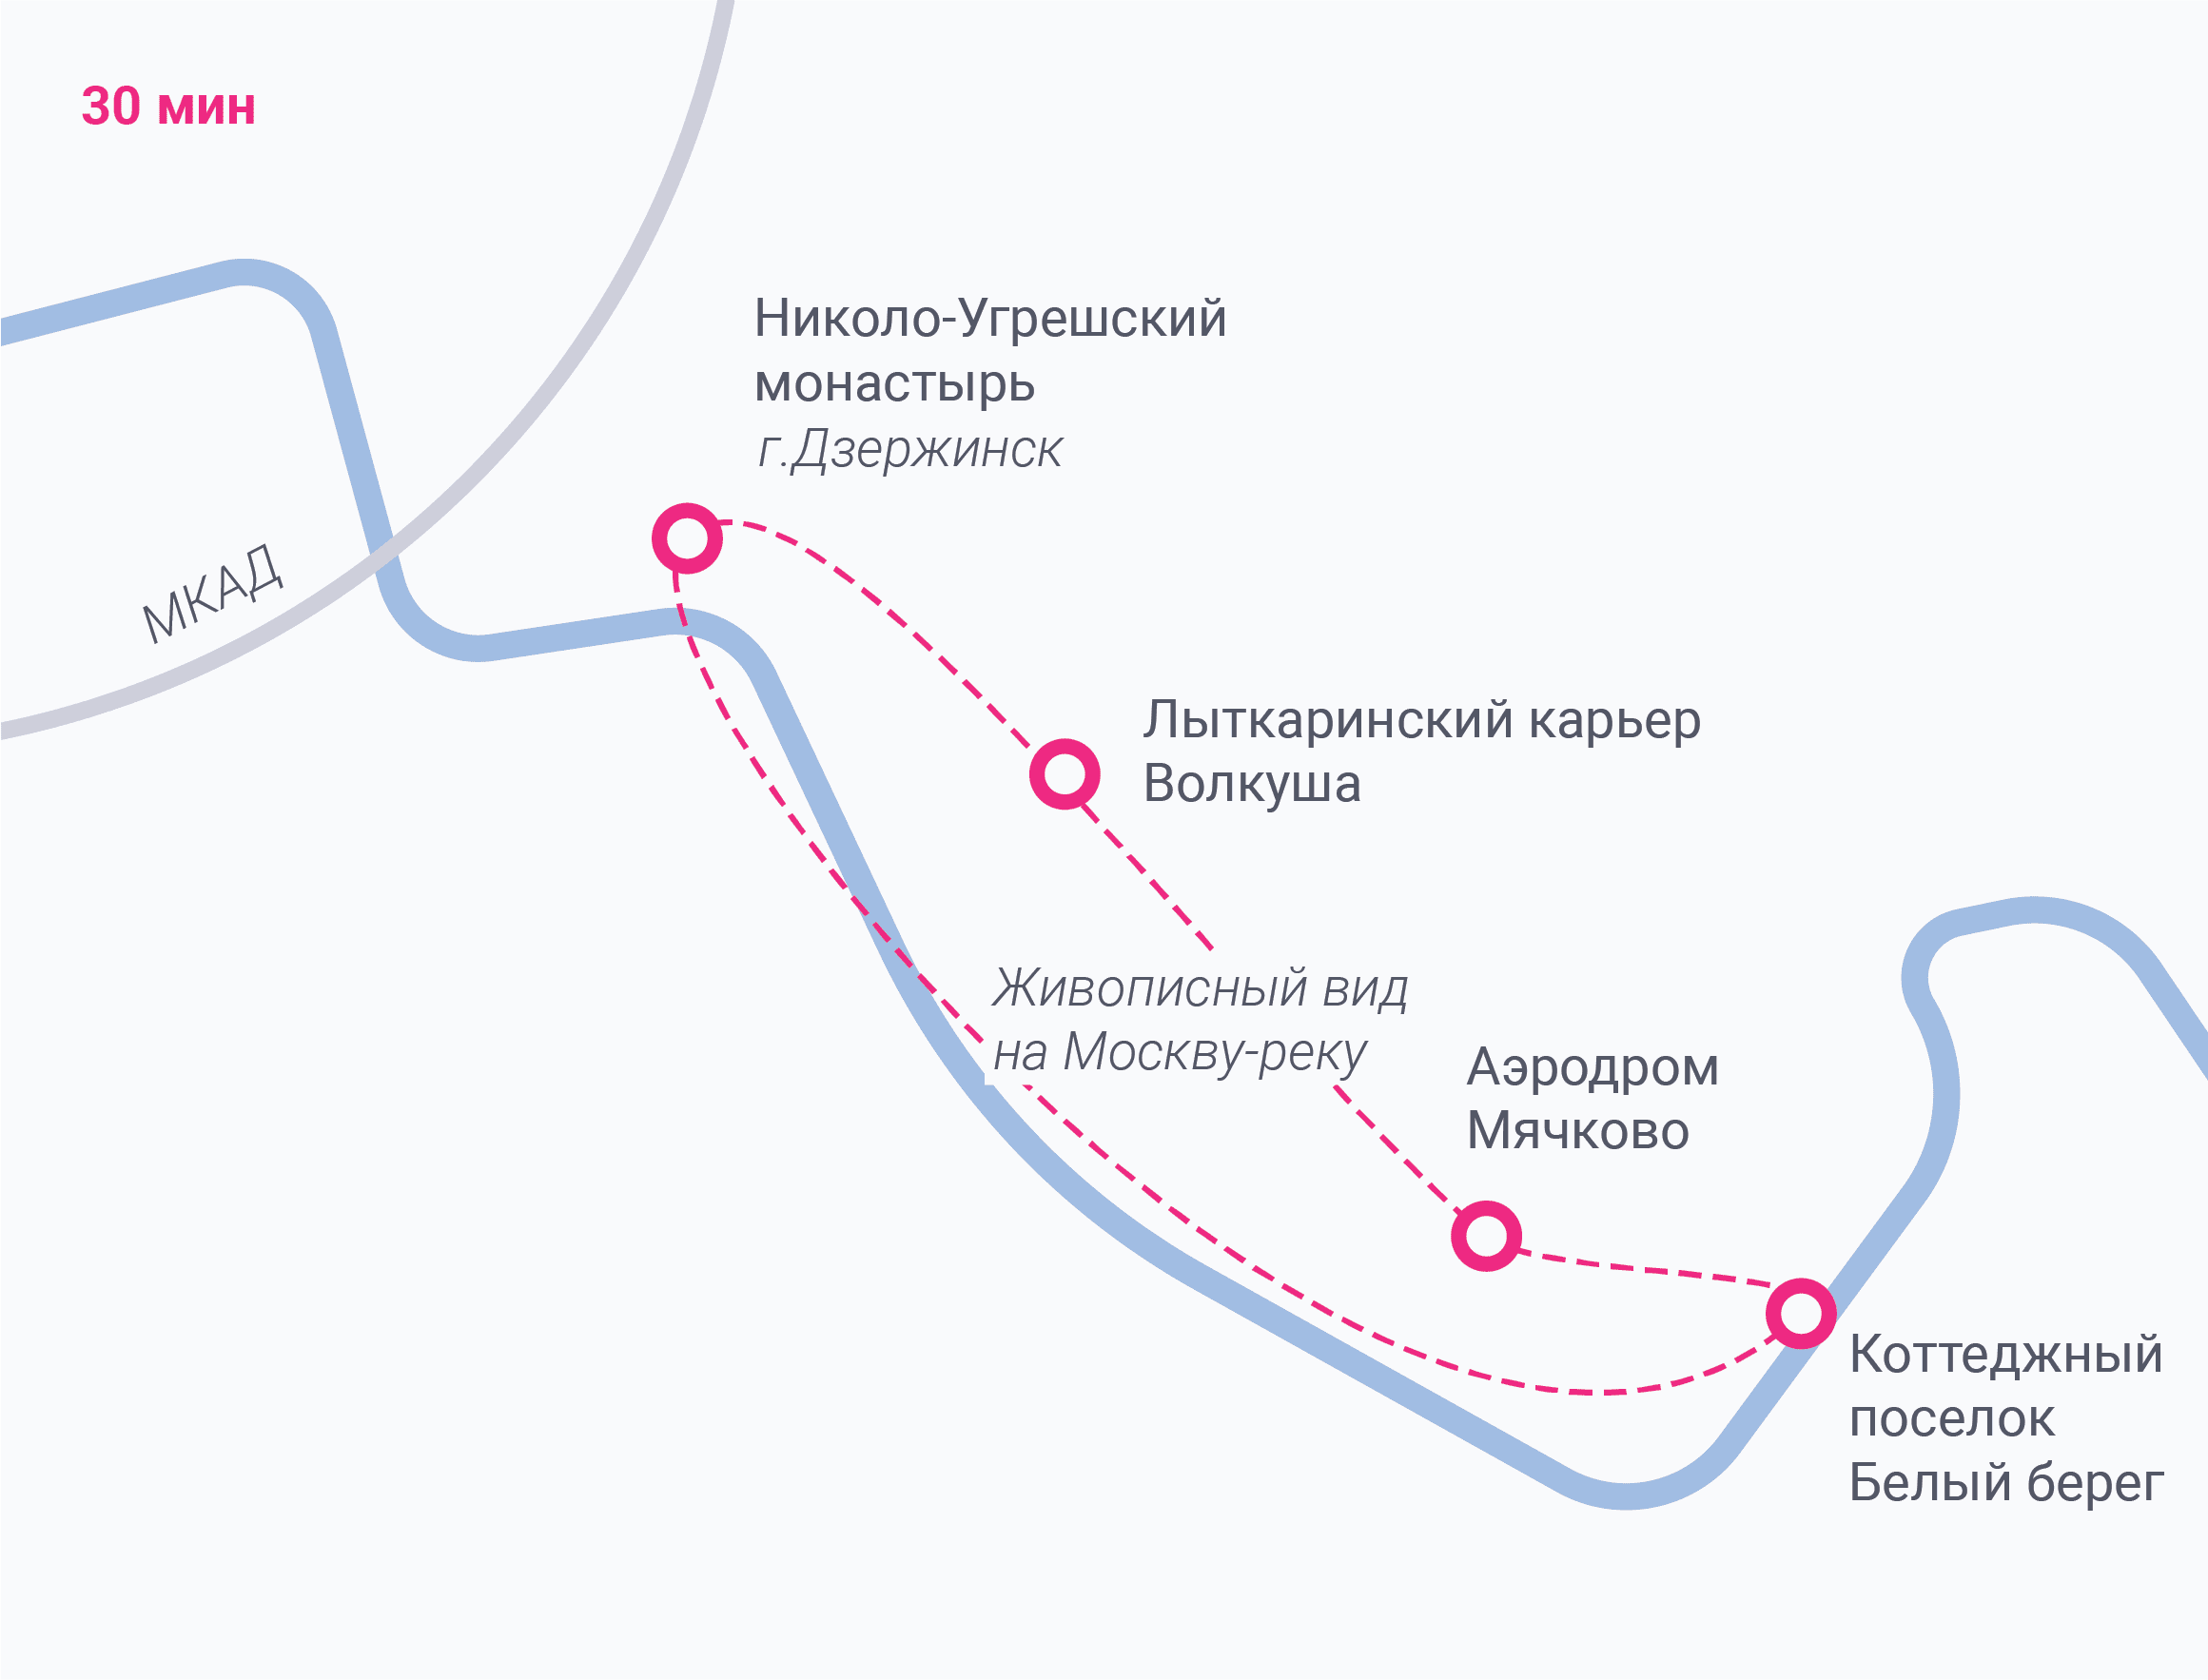 30 мин
Николо-Угрешский
монастырь
г.Дзержинск
МКАД
Лыткаринский карьер
Волкуша
Живописный вид
на Москву-реку
Аэродром
Мячково
Коттеджный
поселок
Белый берег